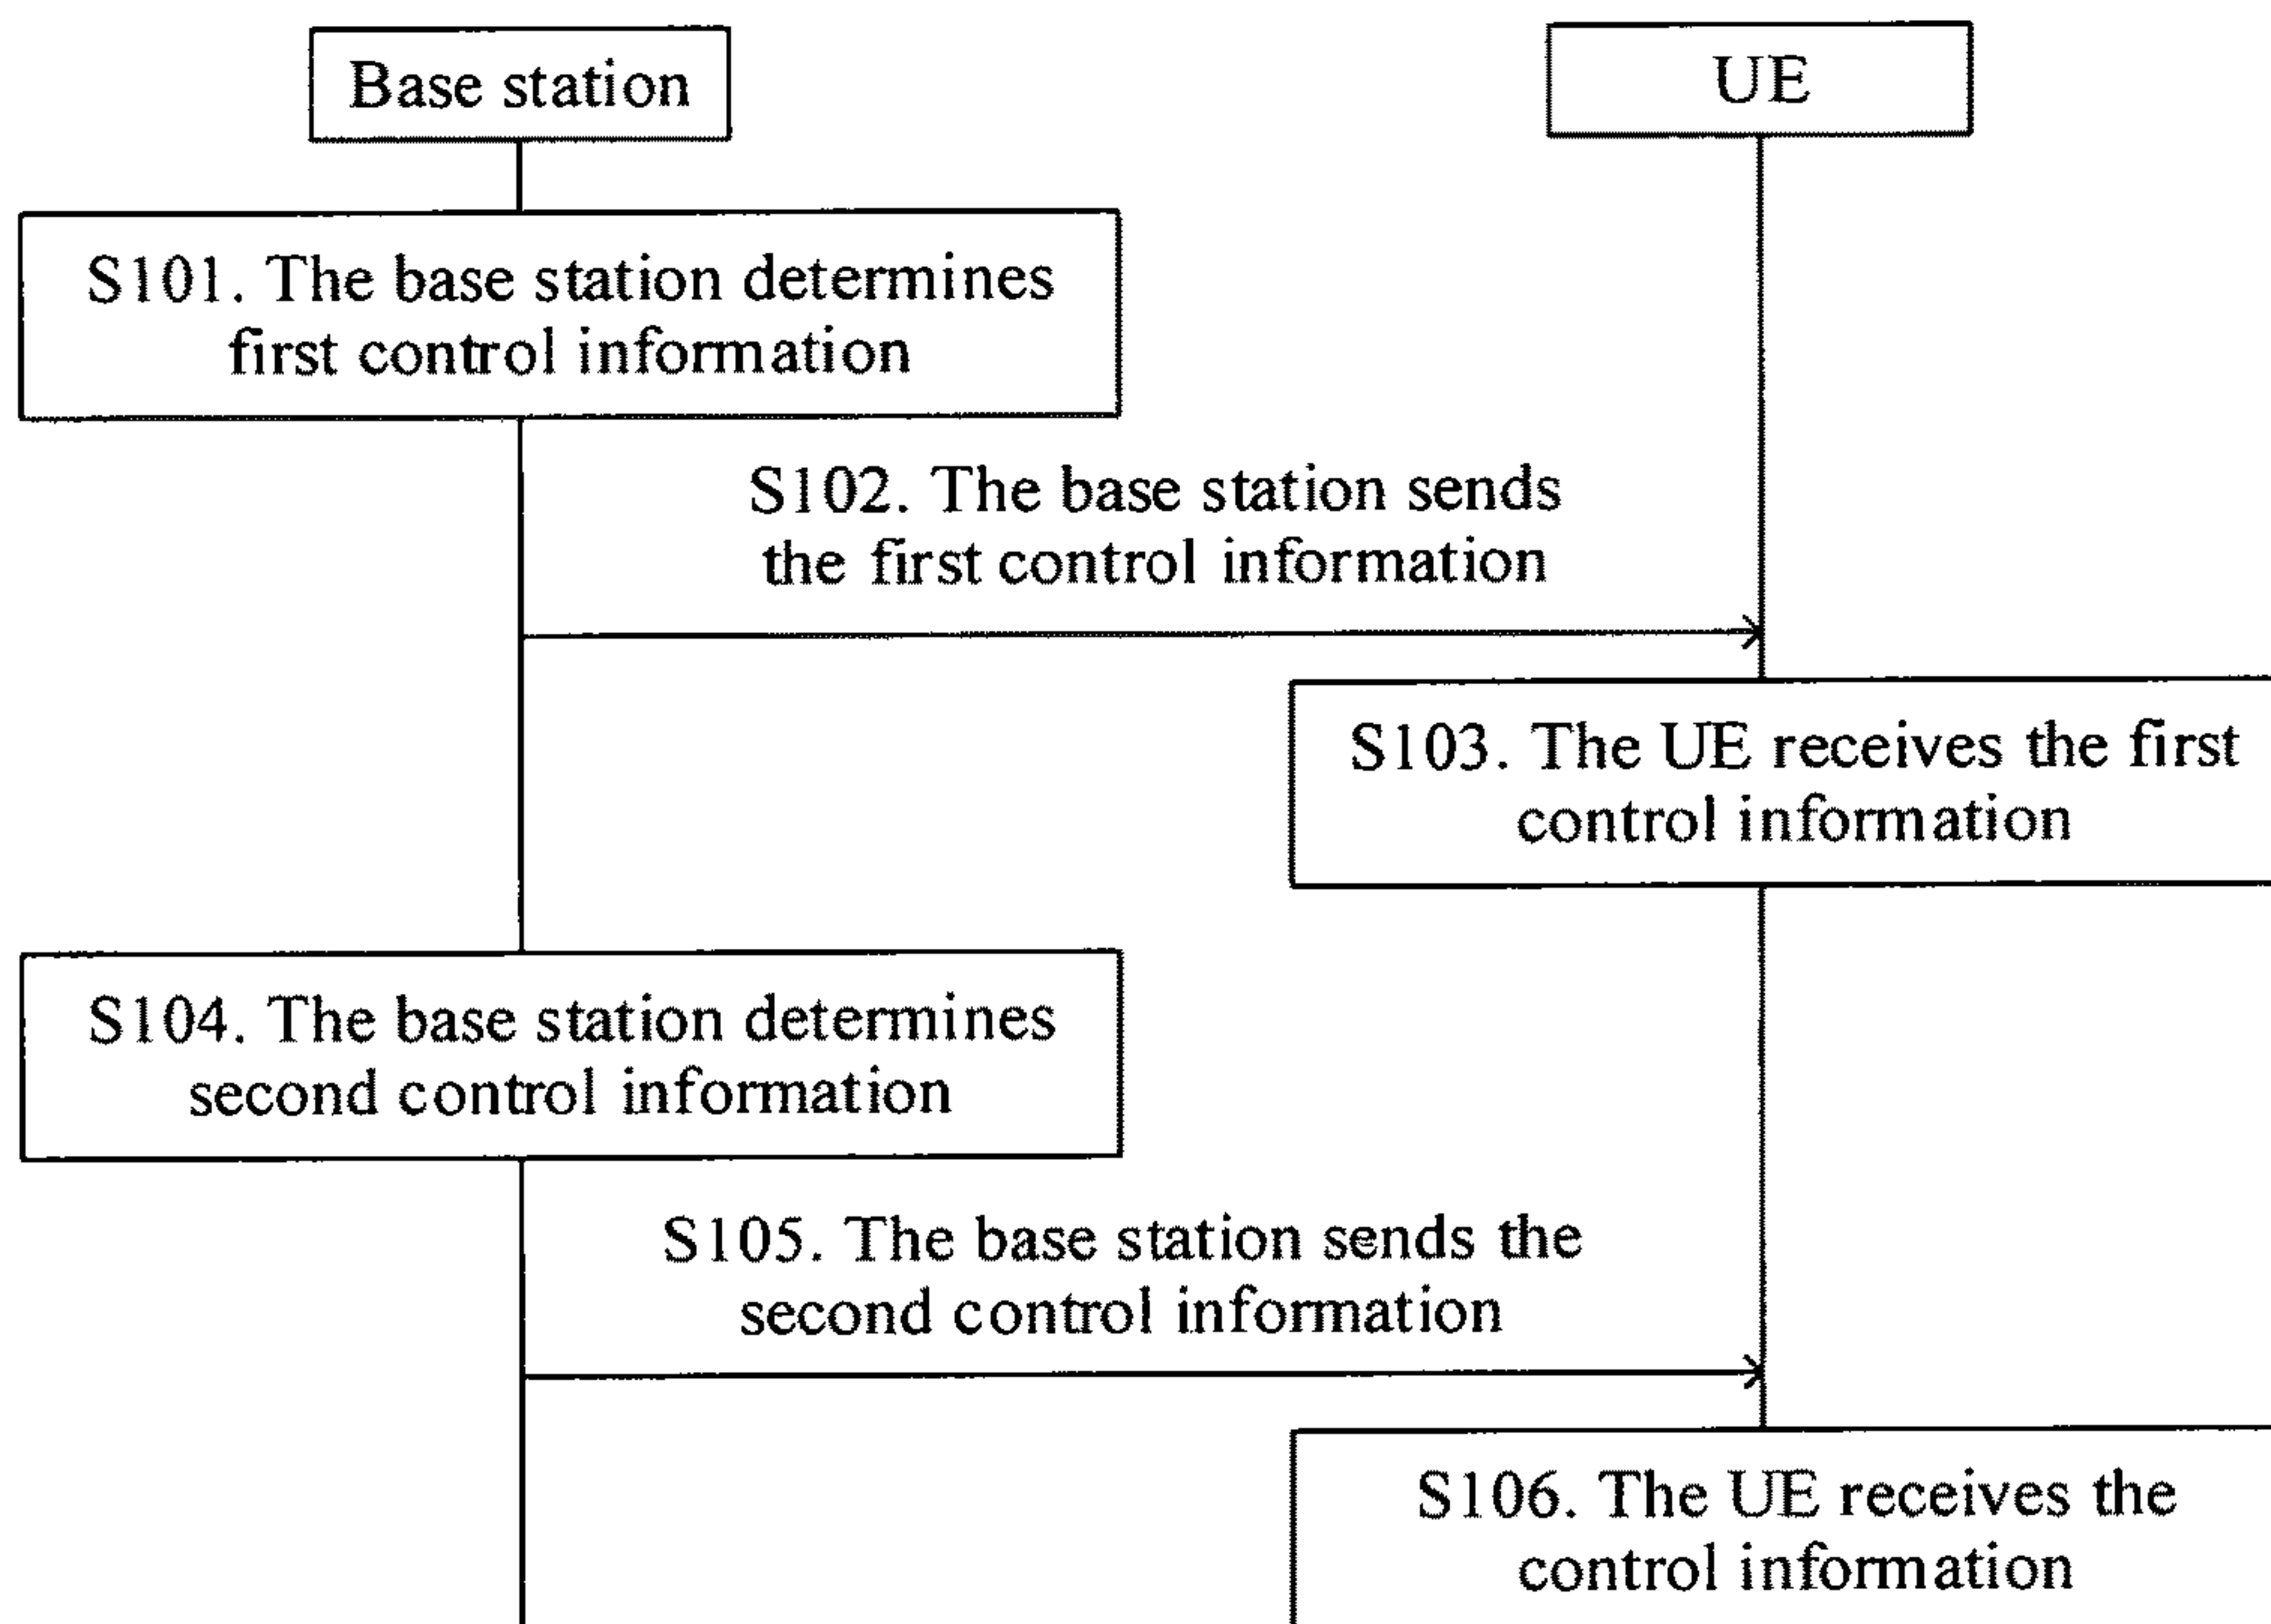 Base station
UE
S101. The base station determines
first control information
S102. The base station sends
the first control information
S103. The UE receives the first
control information
S104. The base station determines
second control information
S105. The base station sends the
second control information
S106. The UE receives the
control information